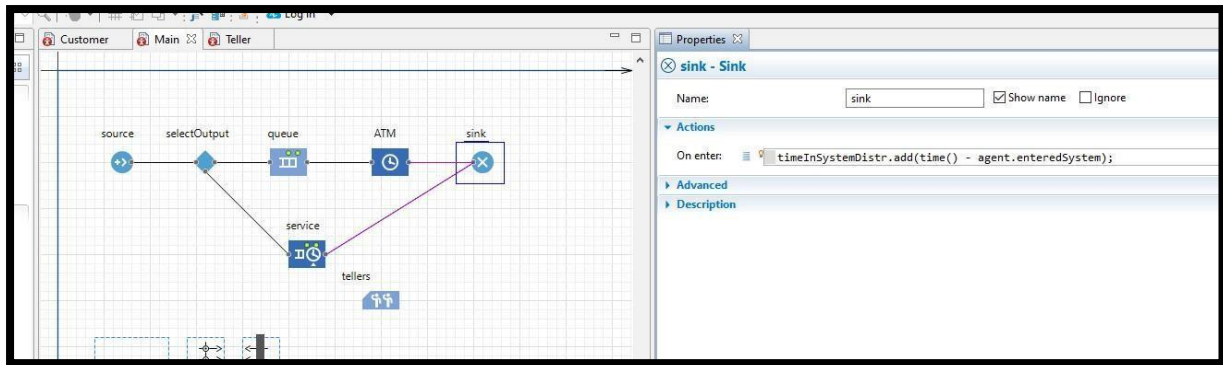 Log in
Customer
Main
Teller
Properties
sink - Sink
Name:
sink
Show name
Ignore
Actions
On enter:
timeInSystemDistr.add(time() - agent.enteredSystem);
Advanced
Description
source
selectOutput
queue
ATM
sink
service
tellers